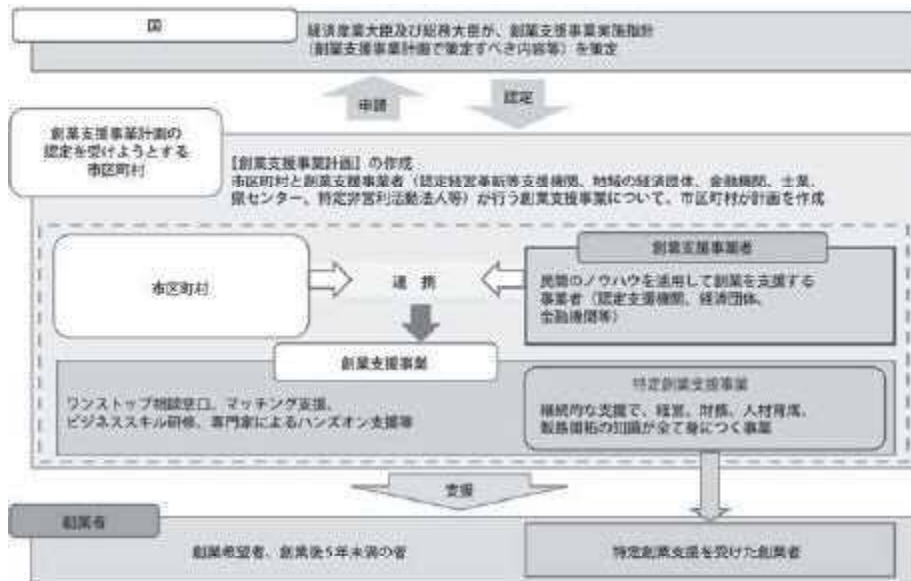 国
経済産業大臣及び総務大臣が、創業支援事業実施指針
(創業支援事業計画で策定すべき内容等)を策定
申請
認定
創業支援事業計画の
認定を受けようとする
市区町村
【創業支援事業計画】の作成
市区町村と創業支援事業者(認定経営革新等支援機関、地域の経済団体、金融機関、士業、
県センター、特定非営利活動法人等)が行う創業支援事業について、市区町村が計画を作成
市区町村
連携
創業支援事業者
民間のノウハウを活用して創業を支援する
事業者(認定支援機関、経済団体、
金融機関等)
創業支援事業
ワンストップ相談窓口、マッチング支援、
ビジネススキル研修、専門家によるハンズオン支援等
特定創業支援事業
継続的な支援で、経営、財務、人材育成、
販路開拓の知識が全て身につく事業
支援
創業者
創業希望者、創業後5年未満の者
特定創業支援を受けた創業者